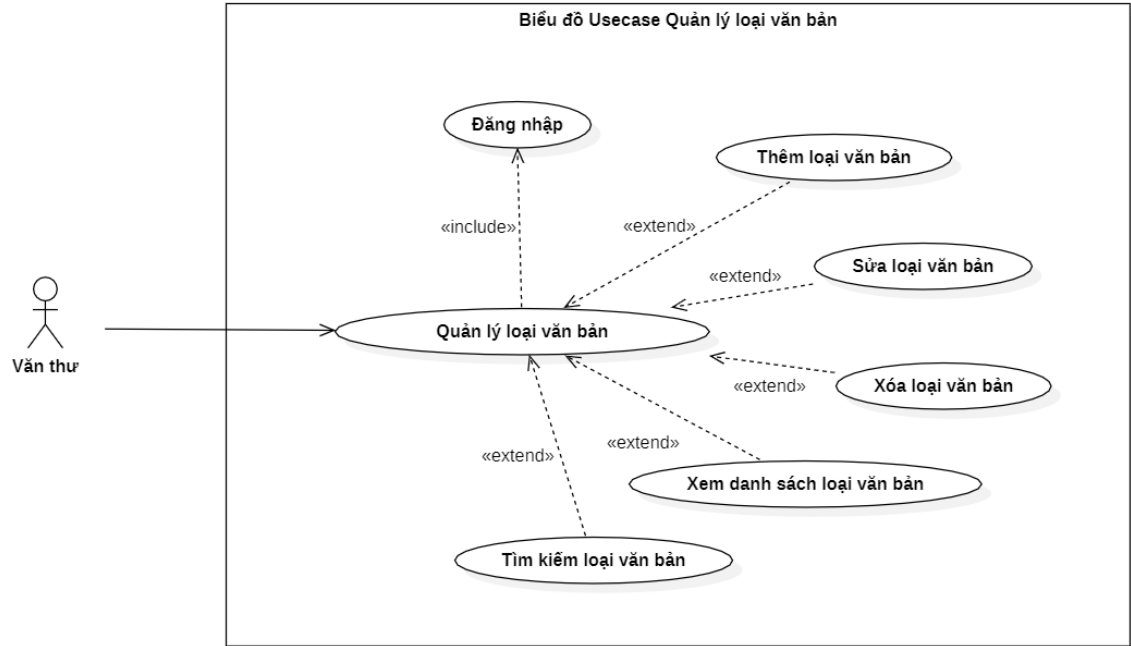 Biểu đồ Usecase Quản lý loại văn bản
Đăng nhập
Thêm loại văn bản
«include»
«extend»
Sửa loại văn bản
«extend»
Quản lý loại văn bản
Văn thư
Xóa loại văn bản
«extend»
«extend»
«extend»
Xem danh sách loại văn bản
Tìm kiếm loại văn bản